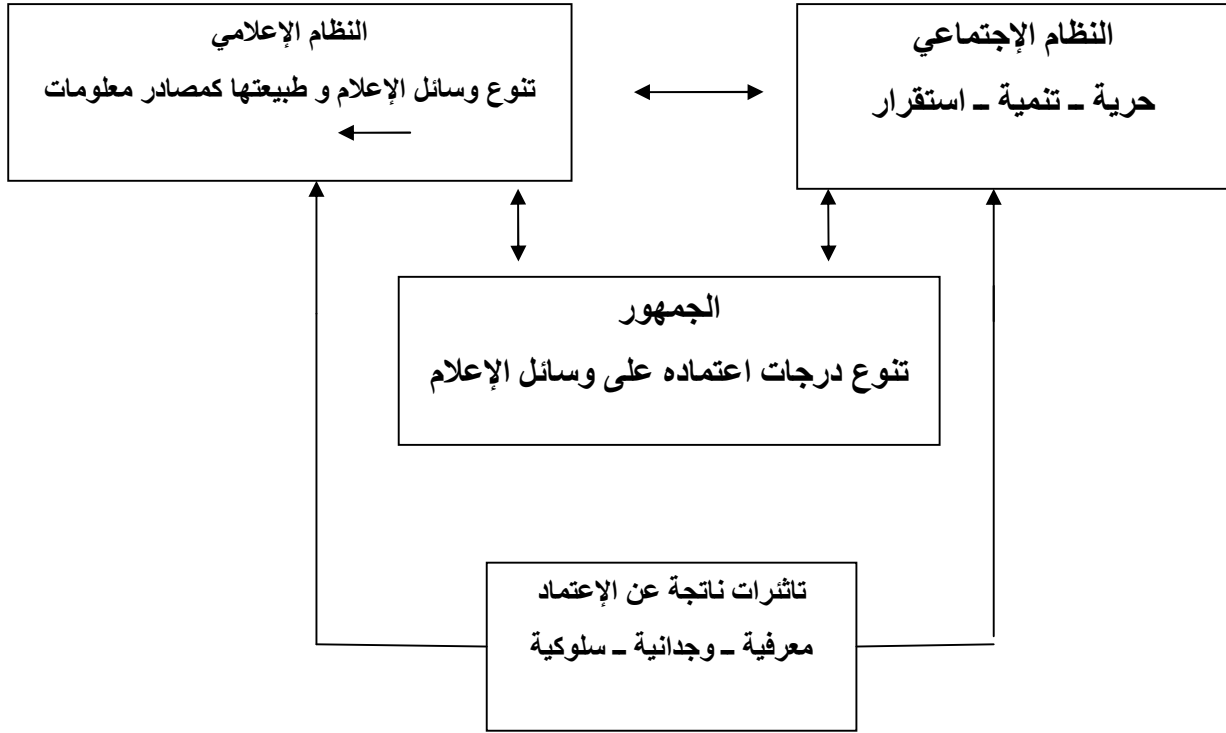 النظام الإجتماعي
حرية – تنمية – استقرار
النظام الإعلامي
تنوع وسائل الإعلام و طبيعتها كمصادر معلومات
الجمهور
تنوع درجات اعتماده على وسائل الإعلام
تاثئرات ناتجة عن الإعتماد
معرفية – وجدانية – سلوكية